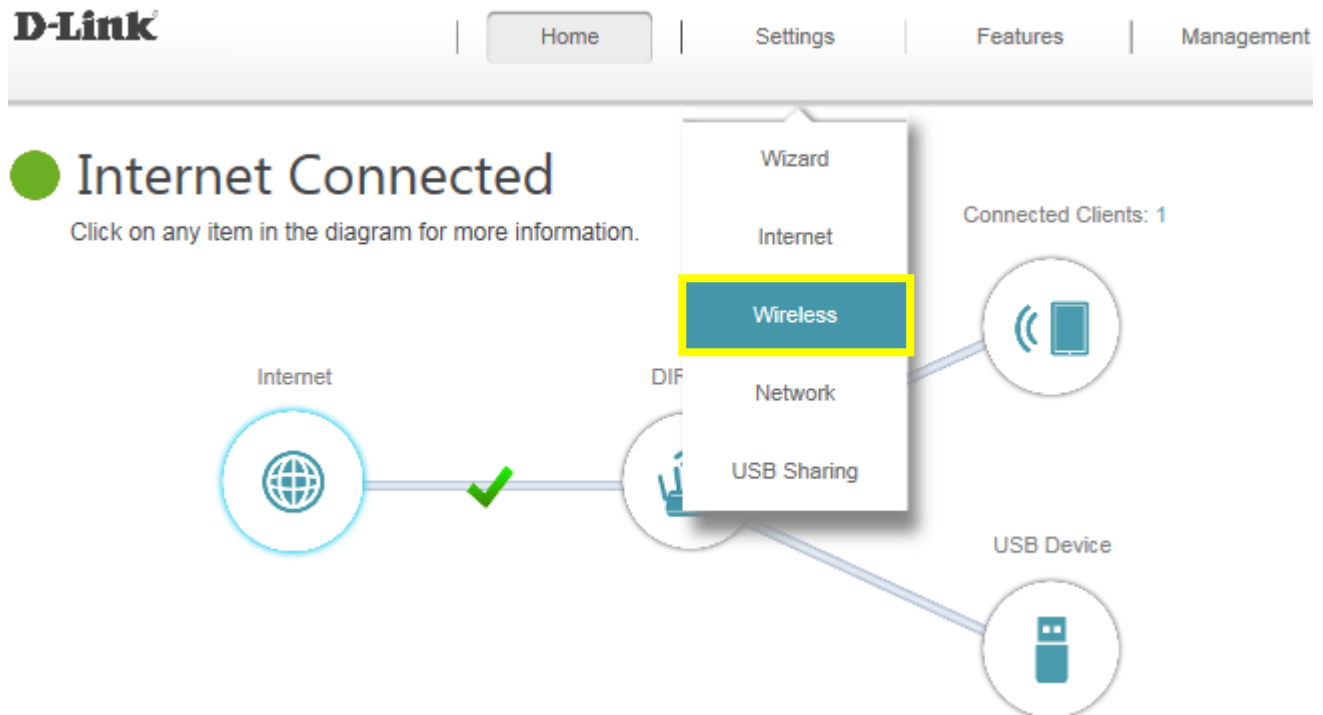 D-Link
Home
Settings
Features
Management
Internet Connected
Click on any item in the diagram for more information.
Wizard
Internet
Wireless
Network
USB Sharing
Connected Clients: 1
Internet
DIR
USB Device